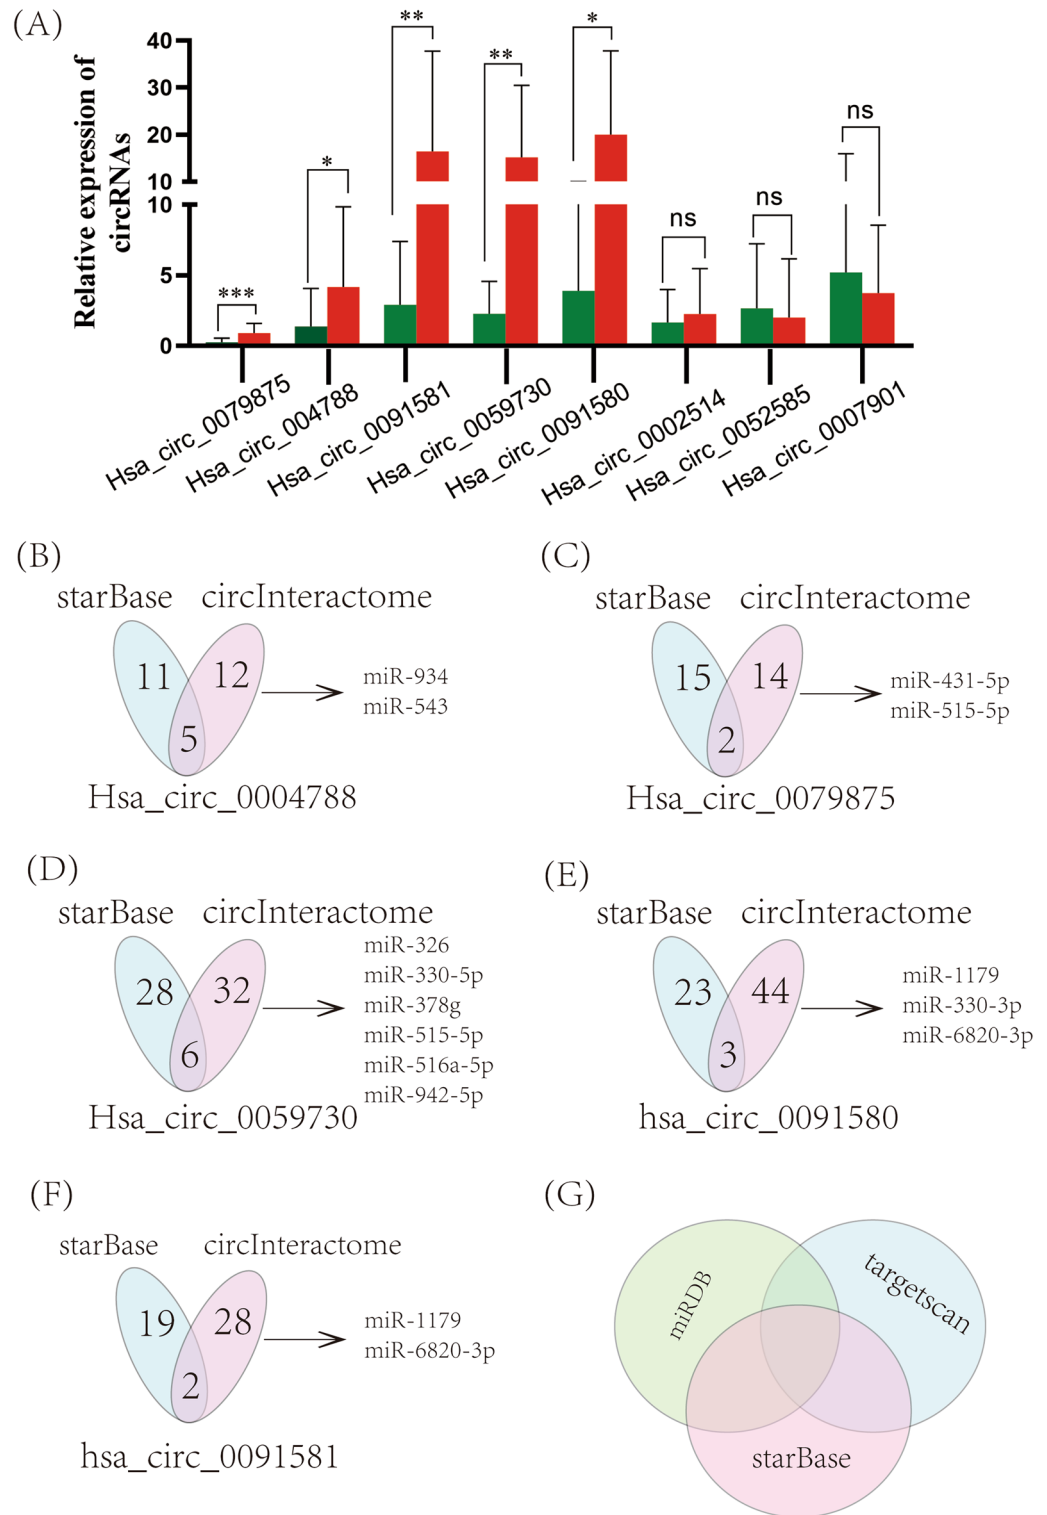 (A)
Relative expression of
circRNAs
40
30
20
10
10
5
0
***
*
**
**
*
ns
ns
ns
Hsa_circ_0079875
Hsa_circ_004788
Hsa_circ_0091581
Hsa_circ_0059730
Hsa_circ_0091580
Hsa_circ_0002514
Hsa_circ_0052585
Hsa_circ_0007901
(B)
starBase circInteractome
11 12
5
miR-934
miR-543
Hsa_circ_0004788
(C)
starBase circInteractome
15 14
2
miR-431-5p
miR-515-5p
Hsa_circ_0079875
(D)
starBase circInteractome
28 32
6
miR-326
miR-330-5p
miR-378g
miR-515-5p
miR-516a-5p
miR-942-5p
Hsa_circ_0059730
(E)
starBase circInteractome
23 44
3
miR-1179
miR-330-3p
miR-6820-3p
hsa_circ_0091580
(F)
starBase circInteractome
19 28
2
miR-1179
miR-6820-3p
hsa_circ_0091581
(G)
miRDB
targetscan
starBase